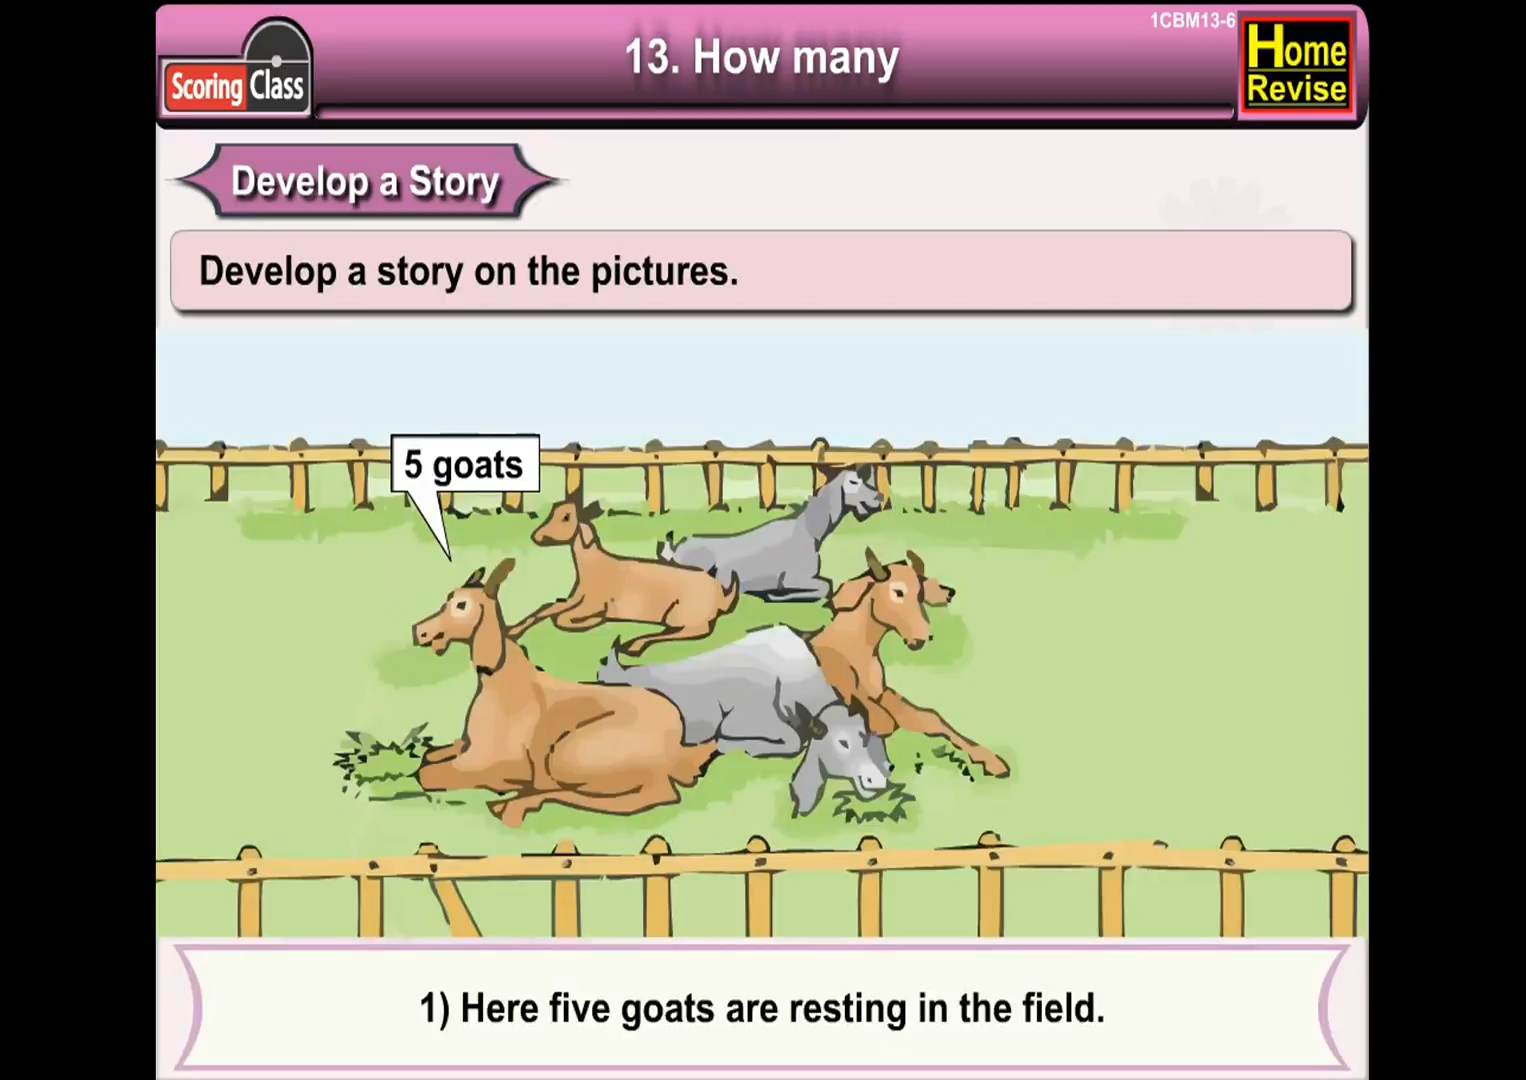 1CBM13-6
13. How many
Scoring Class
Home
Revise
Develop a Story
Develop a story on the pictures.
5 goats
1) Here five goats are resting in the field.